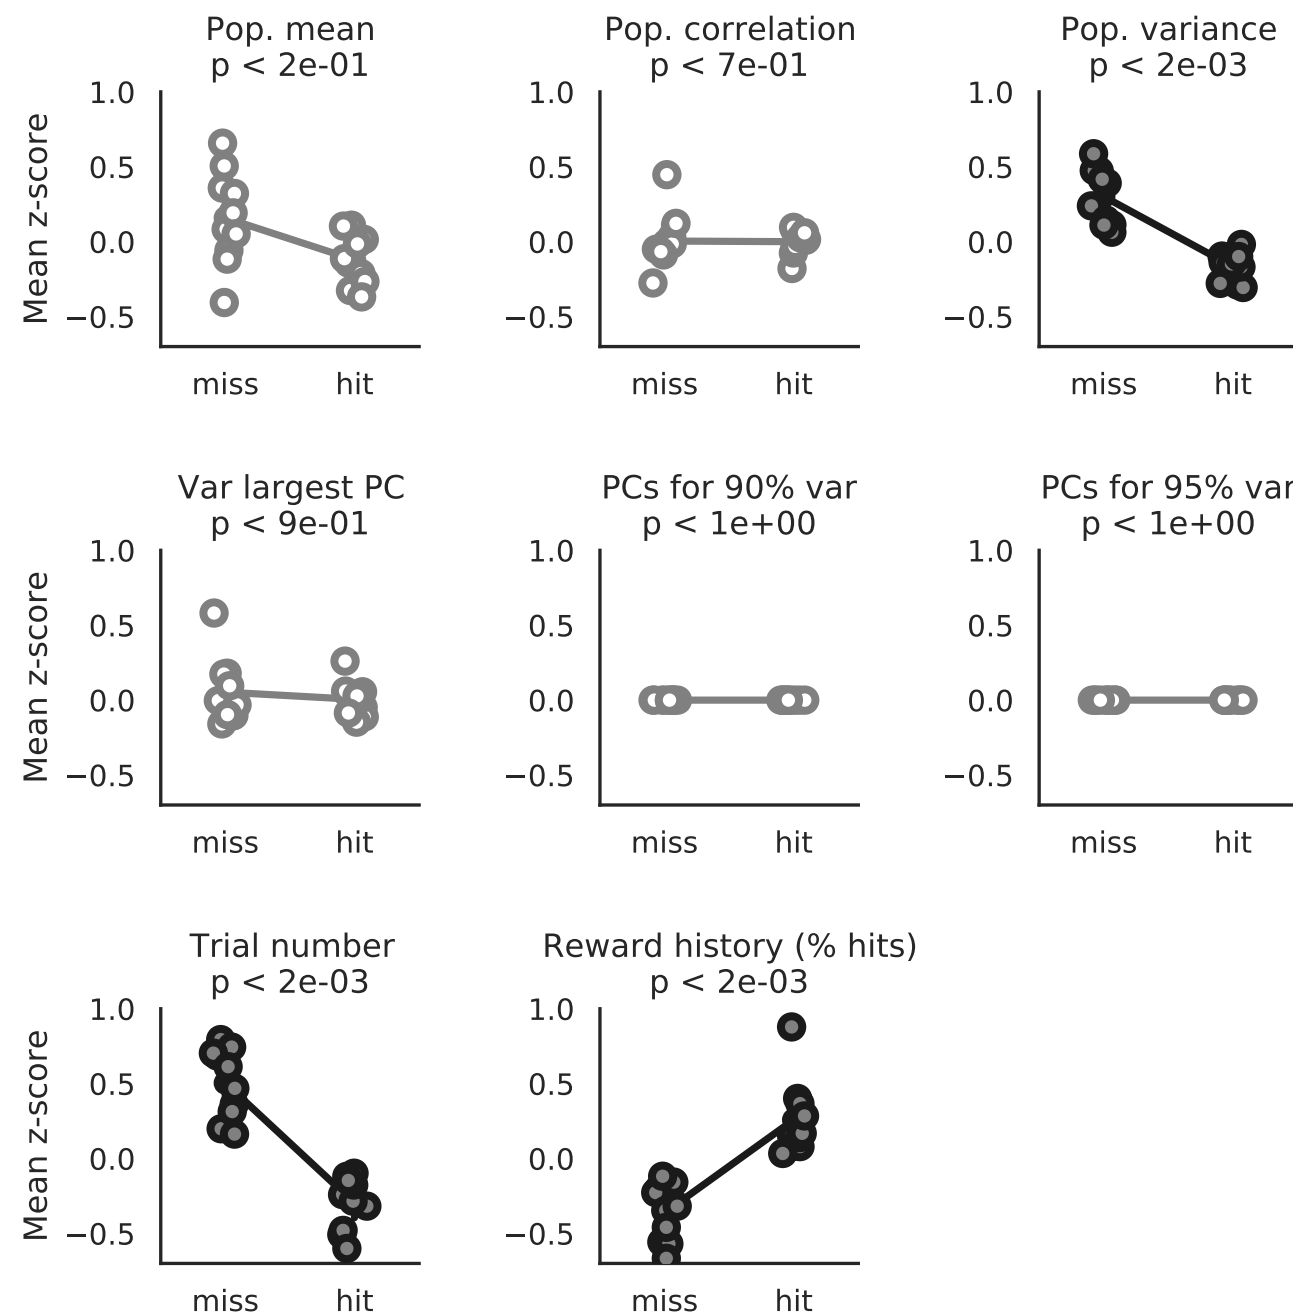 Pop. mean
p < 2e-01
Pop. correlation
p < 7e-01
Pop. variance
p < 2e-03
Mean z-score
1.0
0.5
0.0
−0.5
miss hit
1.0
0.5
0.0
−0.5
miss hit
1.0
0.5
0.0
−0.5
miss hit
Var largest PC
p < 9e-01
PCs for 90% var
p < 1e+00
PCs for 95% var
p < 1e+00
Mean z-score
1.0
0.5
0.0
−0.5
miss hit
1.0
0.5
0.0
−0.5
miss hit
1.0
0.5
0.0
−0.5
miss hit
Trial number
p < 2e-03
Reward history (% hits)
p < 2e-03
Mean z-score
1.0
0.5
0.0
−0.5
miss hit
1.0
0.5
0.0
−0.5
miss hit